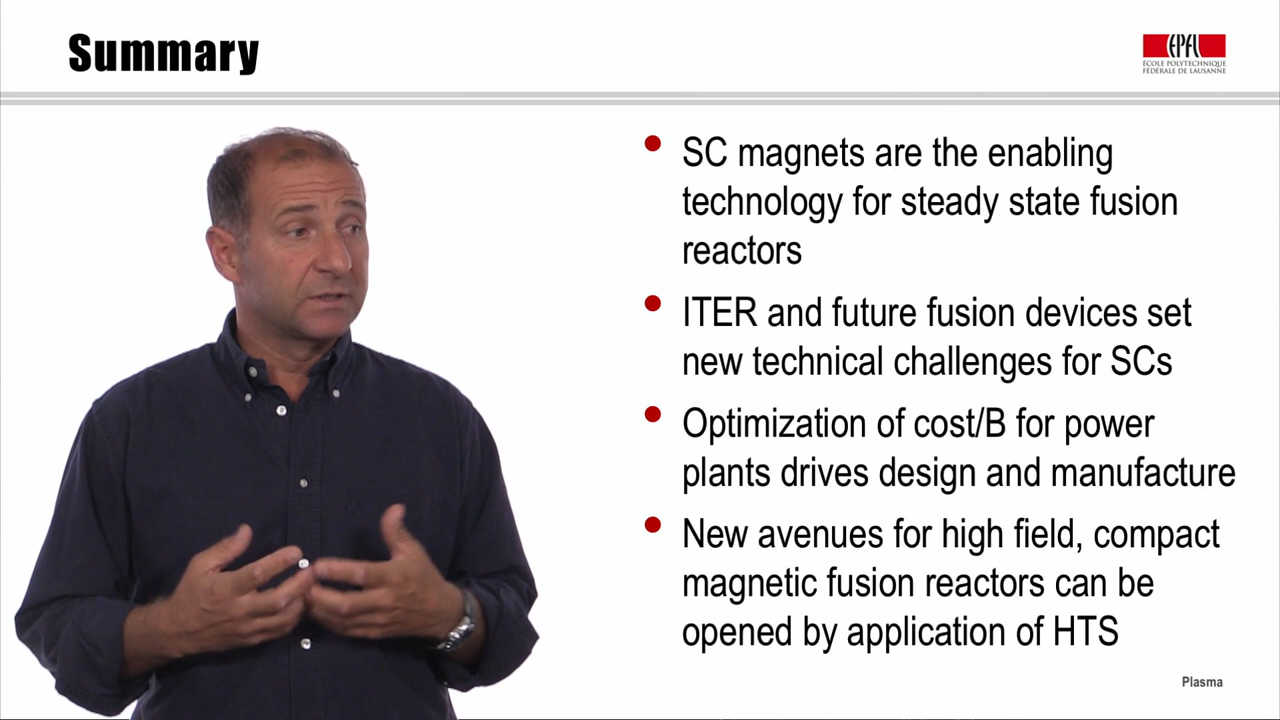 Summary
EPFL
ÉCOLE POLYTECHNIQUE
FÉDÉRALE DE LAUSANNE
• SC magnets are the enabling
technology for steady state fusion
reactors
• ITER and future fusion devices set
new technical challenges for SCs
• Optimization of cost/B for power
plants drives design and manufacture
• New avenues for high field, compact
magnetic fusion reactors can be
opened by application of HTS
Plasma